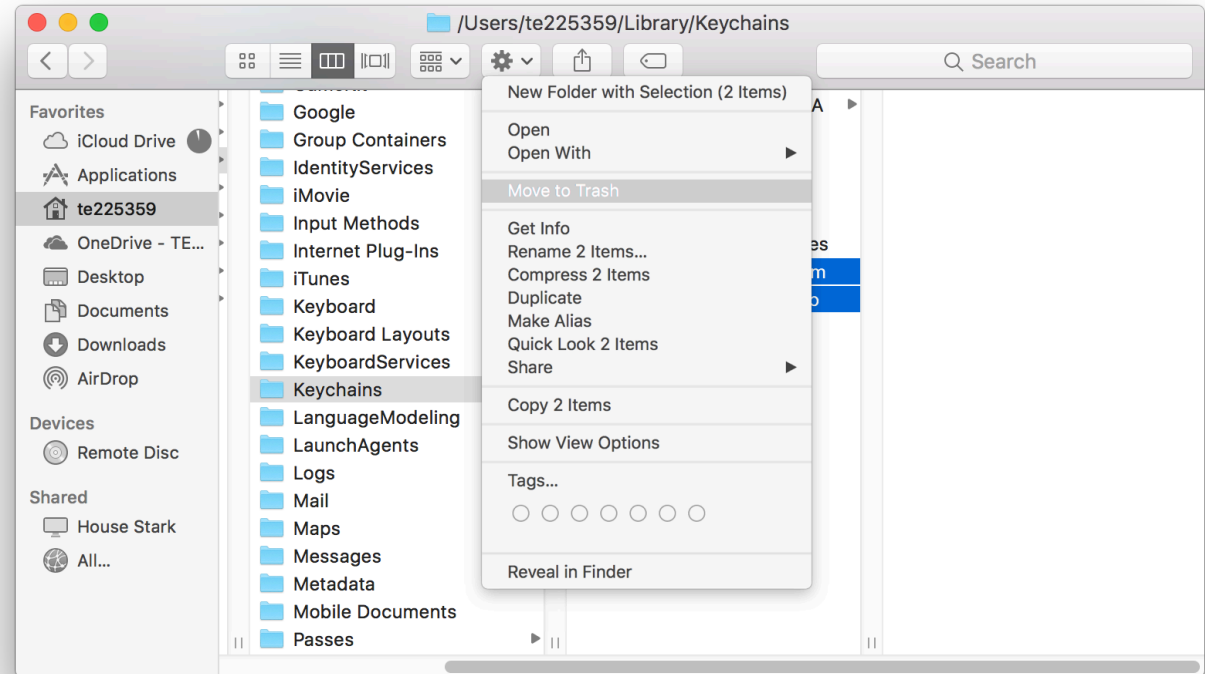 /Users/te225359/Library/Keychains
Search
Favorites
iCloud Drive
Applications
te225359
OneDrive - TE...
Desktop
Documents
Downloads
AirDrop
Devices
Remote Disc
Shared
House Stark
All...
Google
Group Containers
IdentityServices
iMovie
Input Methods
Internet Plug-Ins
iTunes
Keyboard
Keyboard Layouts
KeyboardServices
Keychains
LanguageModeling
LaunchAgents
Logs
Mail
Maps
Messages
Metadata
Mobile Documents
Passes
New Folder with Selection (2 Items)
Open
Open With
Move to Trash
Get Info
Rename 2 Items...
Compress 2 Items
Duplicate
Make Alias
Quick Look 2 Items
Share
Copy 2 Items
Show View Options
Tags...
Reveal in Finder
A
es
m